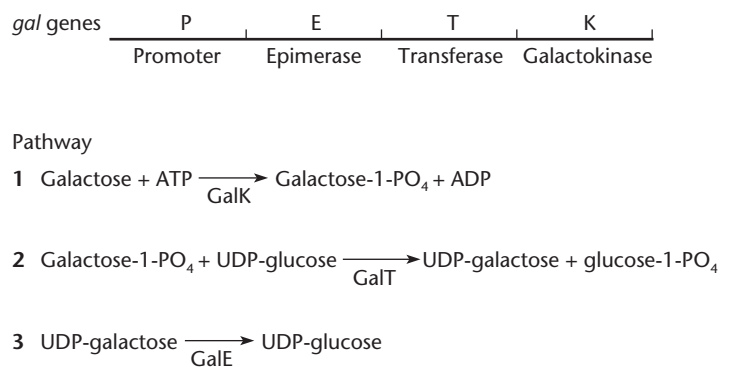 gal genes P E T K
Promoter Epimerase Transferase Galactokinase
Pathway
1 Galactose + ATP → Galactose-1-PO₄ + ADP
GalK
2 Galactose-1-PO₄ + UDP-glucose → UDP-galactose + glucose-1-PO₄
GalT
3 UDP-galactose → UDP-glucose
GalE